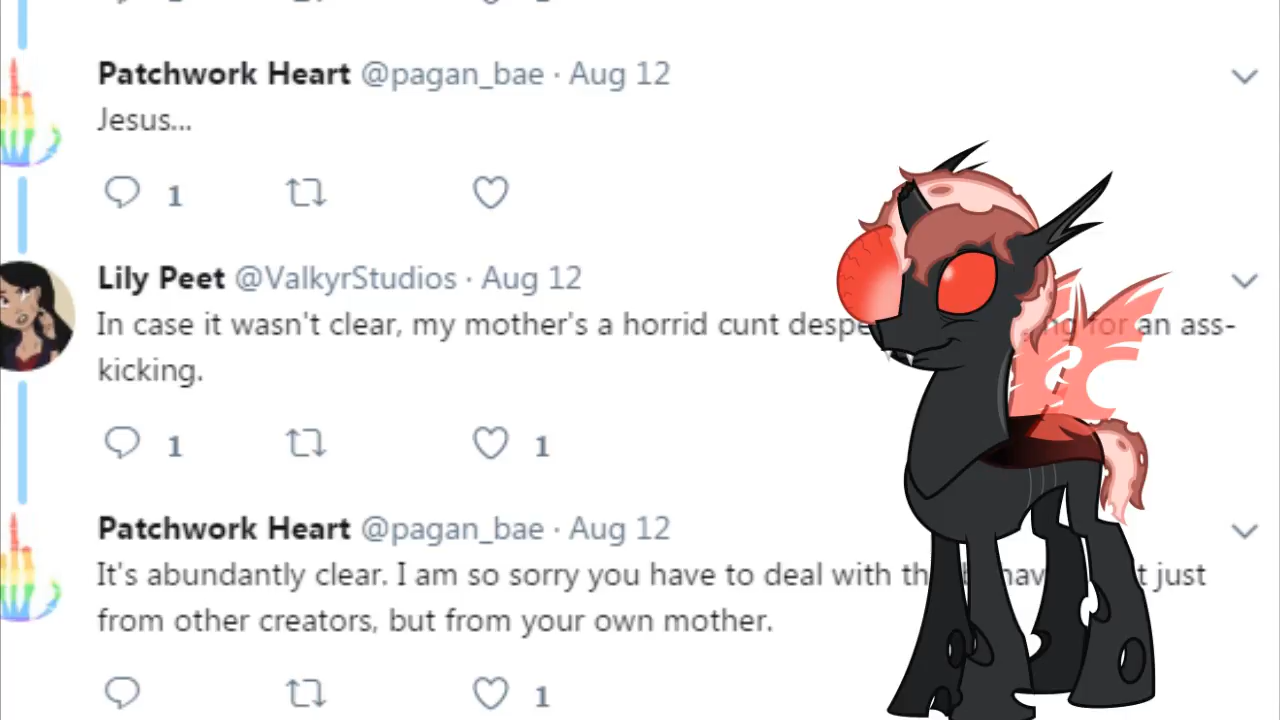 Patchwork Heart @pagan_bae · Aug 12
Jesus...
1
Lily Peet @ValkyrStudios · Aug 12
In case it wasn't clear, my mother's a horrid cunt for an ass-
kicking.
1 1
Patchwork Heart @pagan_bae · Aug 12
It's abundantly clear. I am so sorry you have to deal with just
from other creators, but from your own mother.
1